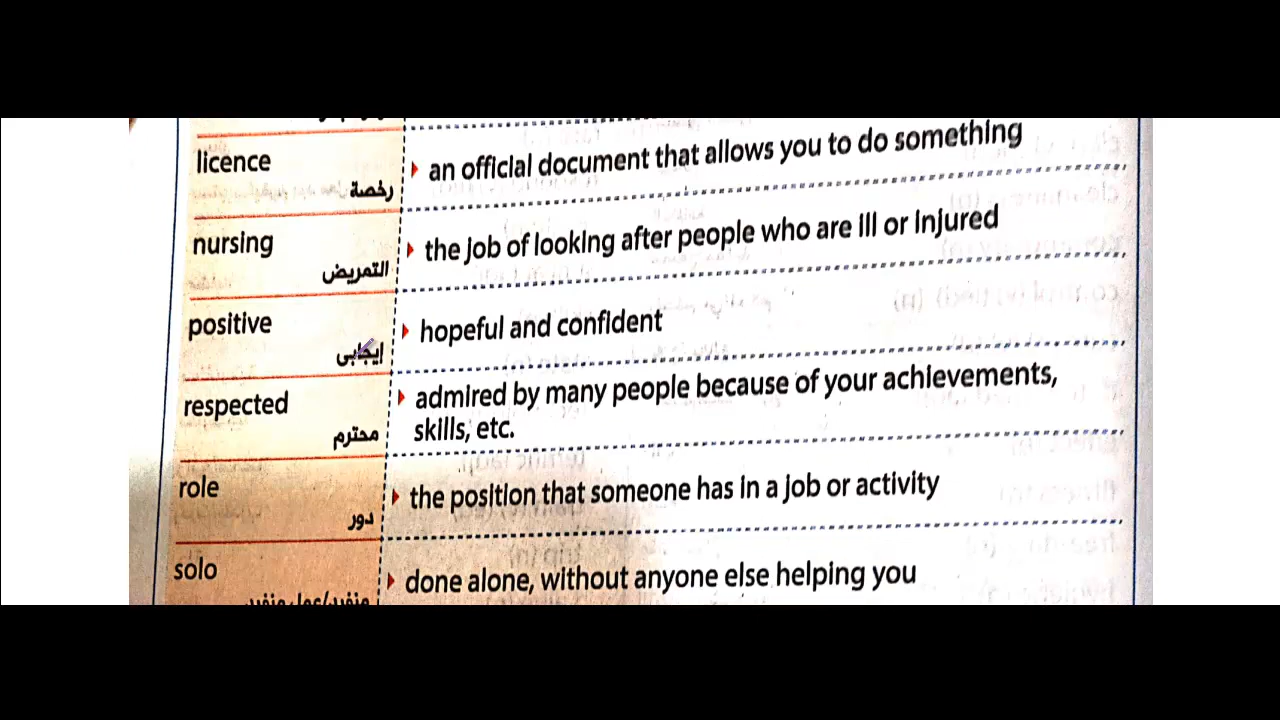 licence
an official document that allows you to do something
رخصة
nursing
the job of looking after people who are ill or injured
التمريض
positive
hopeful and confident
إيجابى
respected
admired by many people because of your achievements,
skills, etc.
محترم
role
the position that someone has in a job or activity
دور
solo
done alone, without anyone else helping you